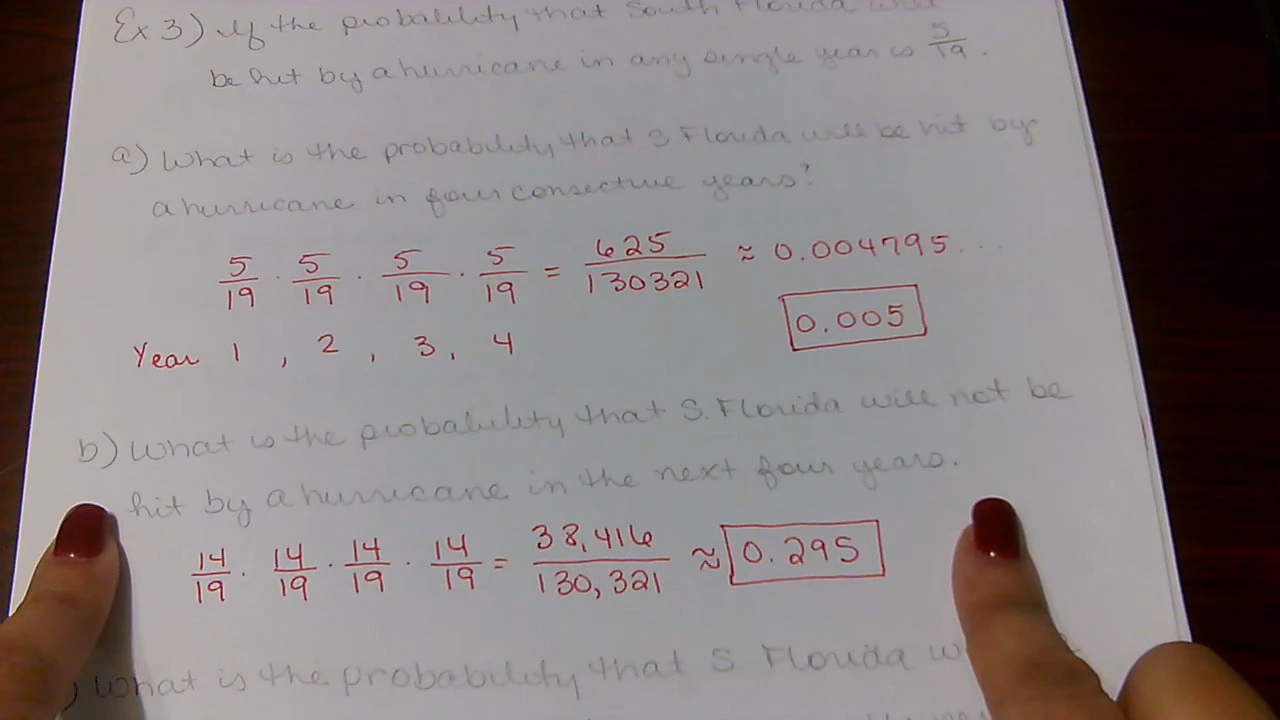 Ex 3) If the probability that South Florida will
be hit by a hurricane in any single year is 5/19.
a) What is the probability that S Florida will be hit by
a hurricane in four consective years?
5/19 · 5/19 · 5/19 · 5/19 = 625/130321 ≈ 0.004795...
0.005
Year 1 , 2 , 3, 4
b) What is the probability that S. Florida will not be
hit by a hurricane in the next four years.
14/19 · 14/19 · 14/19 · 14/19 = 38,416/130,321 ≈ 0.295
) What is the probability that S Florida